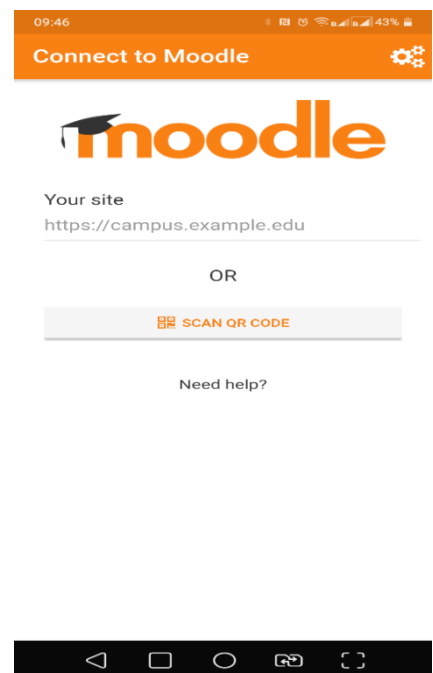 09:46 43%
Connect to Moodle
moodle
Your site
https://campus.example.edu
OR
SCAN QR CODE
Need help?